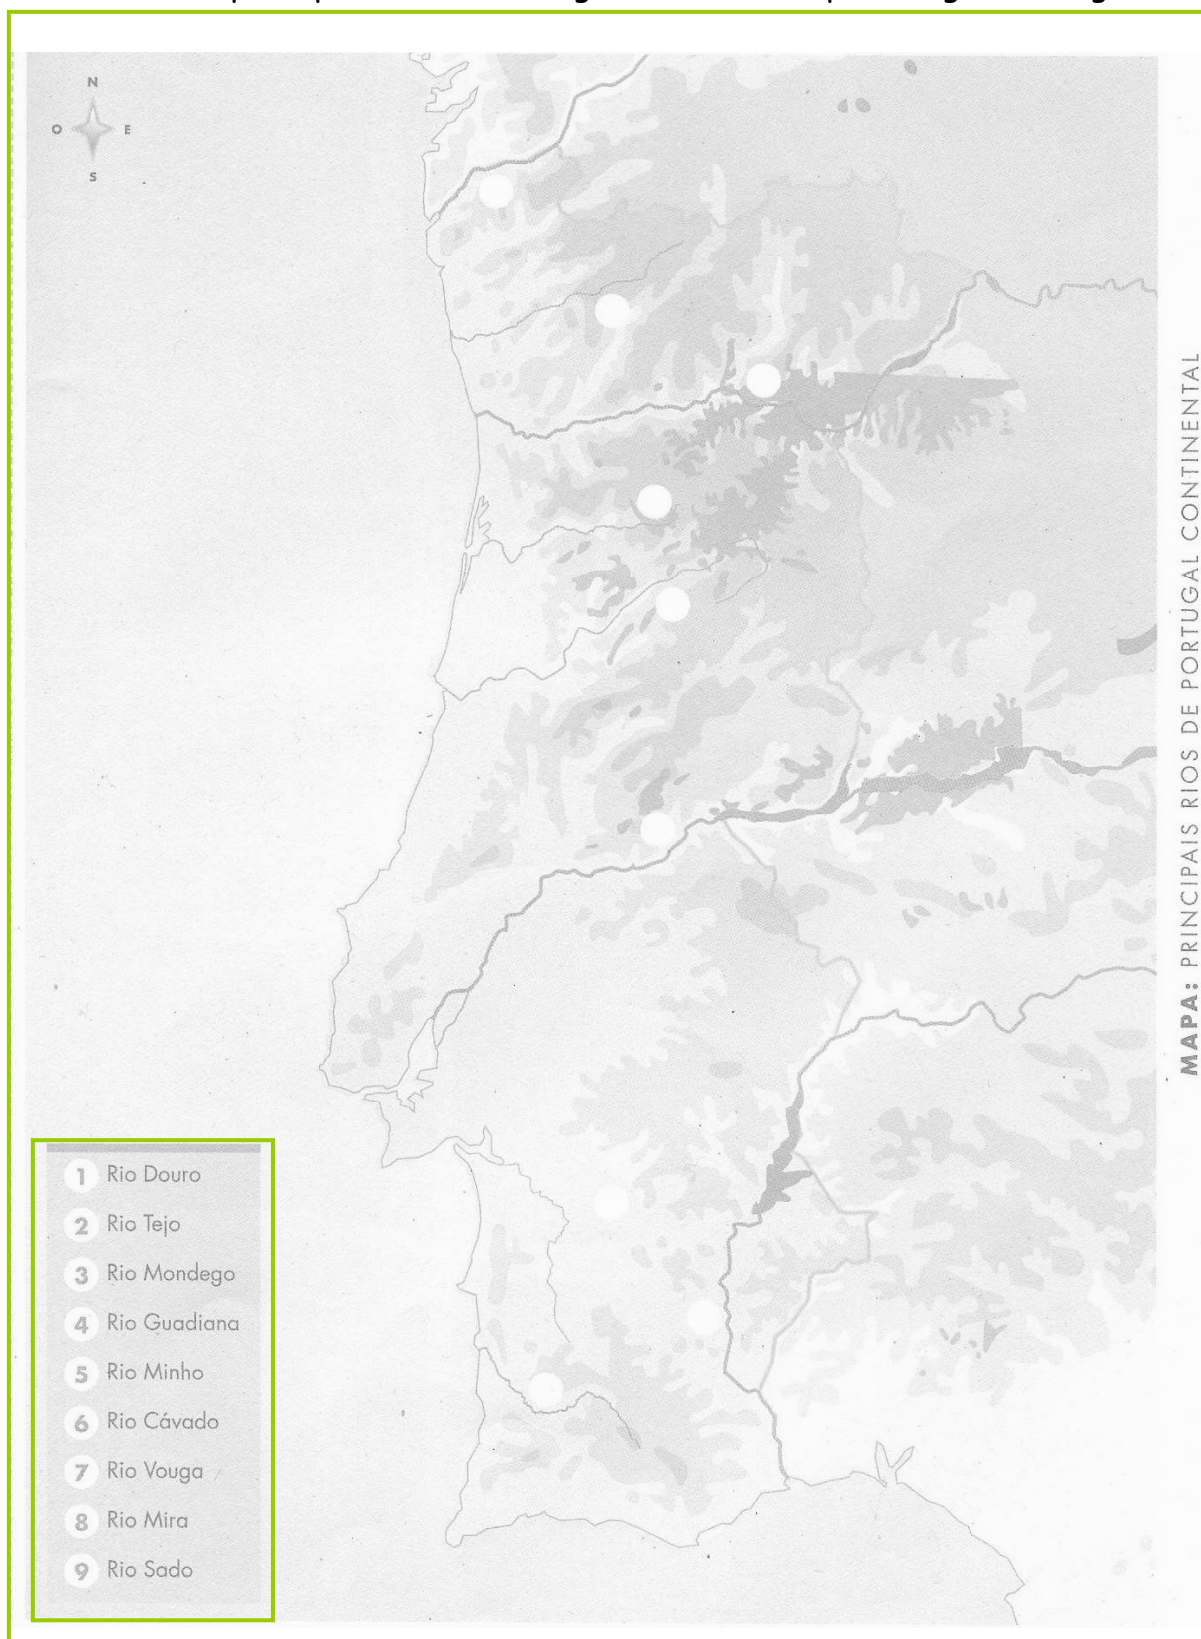 N
O E
S
MAPA: PRINCIPAIS RIOS DE PORTUGAL CONTINENTAL
1 Rio Douro
2 Rio Tejo
3 Rio Mondego
4 Rio Guadiana
5 Rio Minho
6 Rio Cávado
7 Rio Vouga
8 Rio Mira
9 Rio Sado